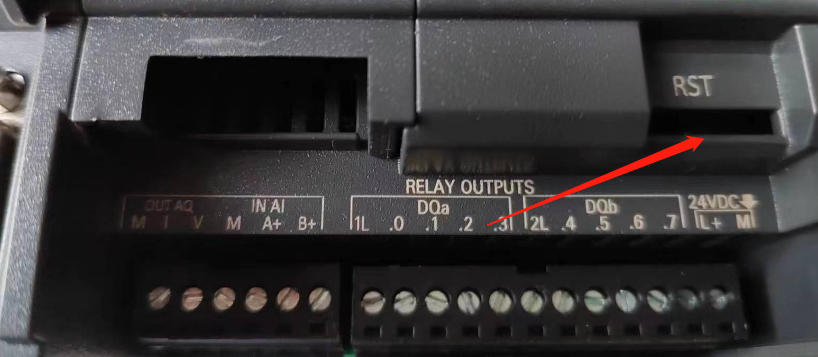 RST
RELAY OUTPUTS
OUT AQ IN AI DQa DQb 24VDC
M I V M A+ B+ 1L .0 .1 .2 .3 2L .4 .5 .6 .7 L+ M